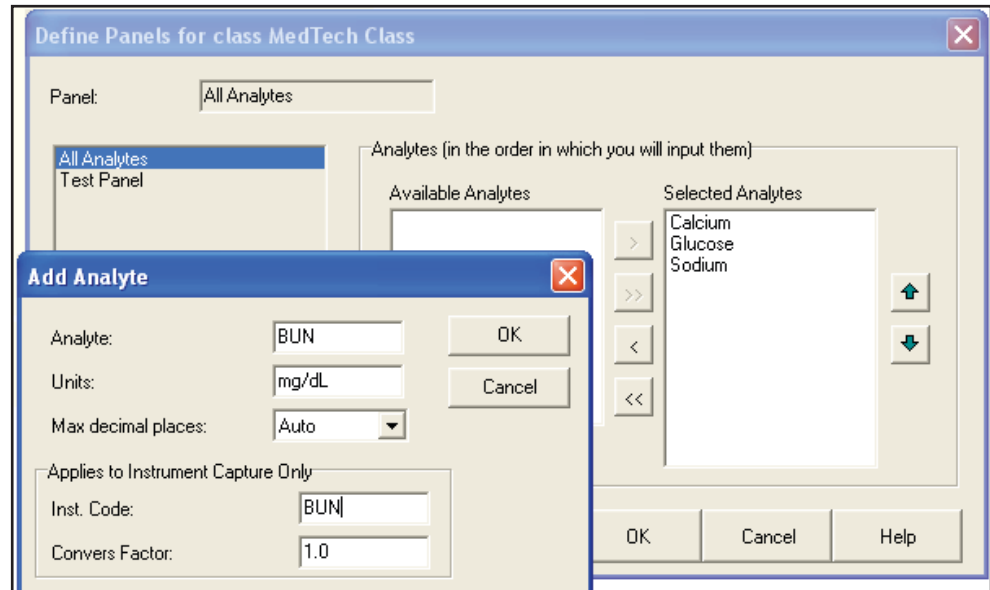 Define Panels for class MedTech Class
Panel:
All Analytes
All Analytes
Test Panel
Analytes (in the order in which you will input them)
Available Analytes
Selected Analytes
Calcium
Glucose
Sodium
>
>>
<
<<
OK
Cancel
Help
Add Analyte
Analyte:
BUN
OK
Units:
mg/dL
Cancel
Max decimal places:
Auto
Applies to Instrument Capture Only
Inst. Code:
BUN
Convers Factor:
1.0